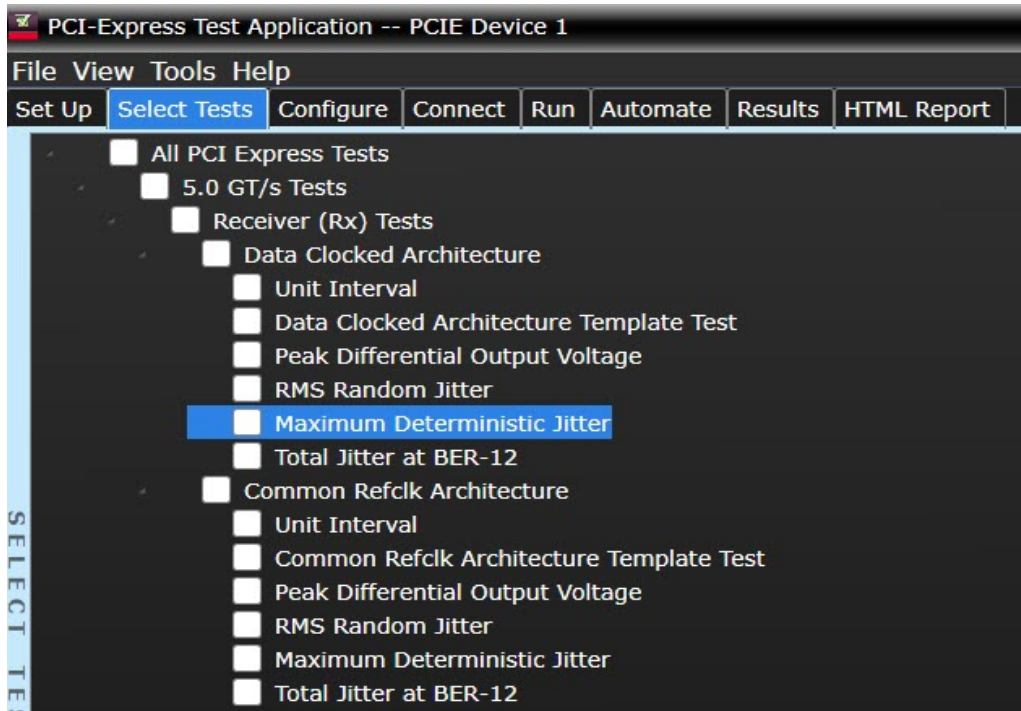 PCI-Express Test Application -- PCIE Device 1
File View Tools Help
Set Up Select Tests Configure Connect Run Automate Results HTML Report
All PCI Express Tests
5.0 GT/s Tests
Receiver (Rx) Tests
Data Clocked Architecture
Unit Interval
Data Clocked Architecture Template Test
Peak Differential Output Voltage
RMS Random Jitter
Maximum Deterministic Jitter
Total Jitter at BER-12
Common Refclk Architecture
Unit Interval
Common Refclk Architecture Template Test
Peak Differential Output Voltage
RMS Random Jitter
Maximum Deterministic Jitter
Total Jitter at BER-12
SELECT